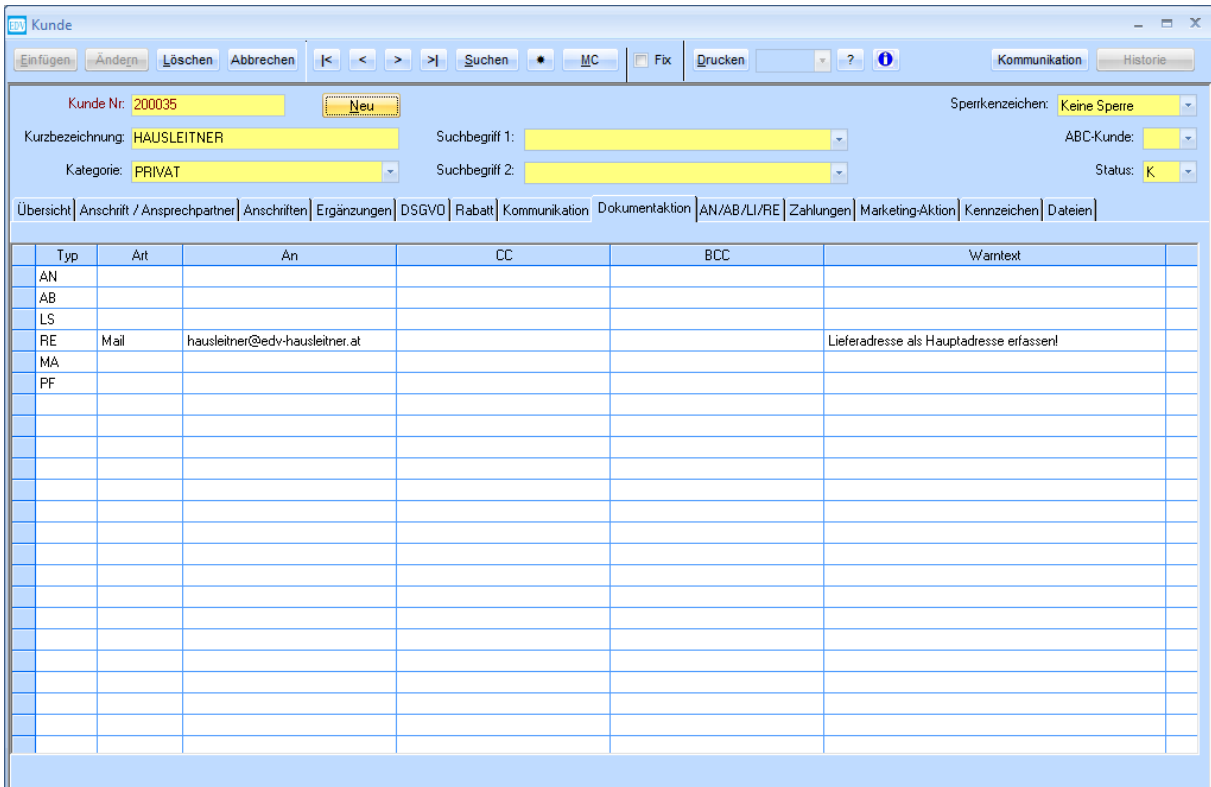 EDV Kunde
Einfügen Ändern Löschen Abbrechen |< < > >| Suchen * MC Fix Drucken ? i Kommunikation Historie
Kunde Nr: 200035 Neu Sperrkenzeichen: Keine Sperre
Kurzbezeichnung: HAUSLEITNER Suchbegriff 1: ABC-Kunde:
Kategorie: PRIVAT Suchbegriff 2: Status: K
Übersicht Anschrift / Ansprechpartner Anschriften Ergänzungen DSGVO Rabatt Kommunikation Dokumentaktion AN/AB/LI/RE Zahlungen Marketing-Aktion Kennzeichen Dateien
Typ Art An CC BCC Warntext
AN
AB
LS
RE Mail hausleitner@edv-hausleitner.at Lieferadresse als Hauptadresse erfassen!
MA
PF